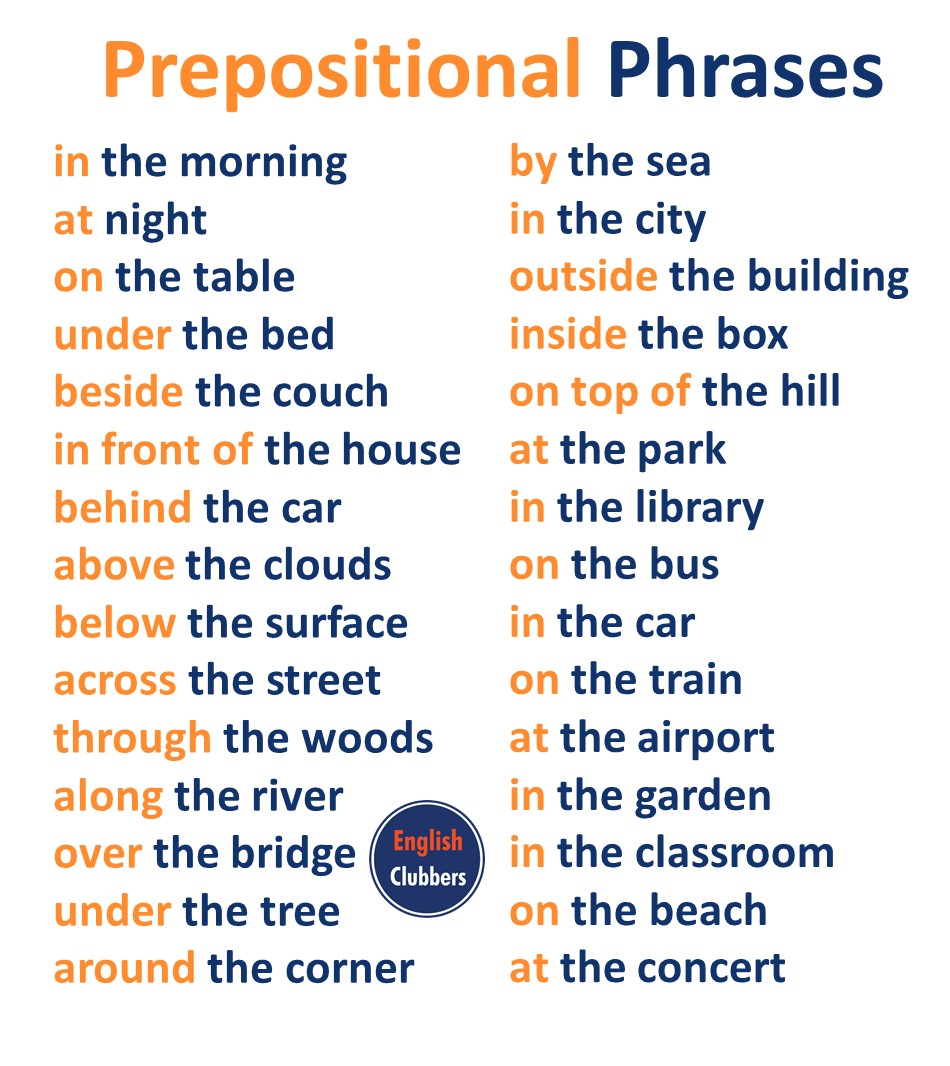 Prepositional Phrases
in the morning
at night
on the table
under the bed
beside the couch
in front of the house
behind the car
above the clouds
below the surface
across the street
through the woods
along the river
over the bridge
under the tree
around the corner
by the sea
in the city
outside the building
inside the box
on top of the hill
at the park
in the library
on the bus
in the car
on the train
at the airport
in the garden
in the classroom
on the beach
at the concert
English
Clubbers